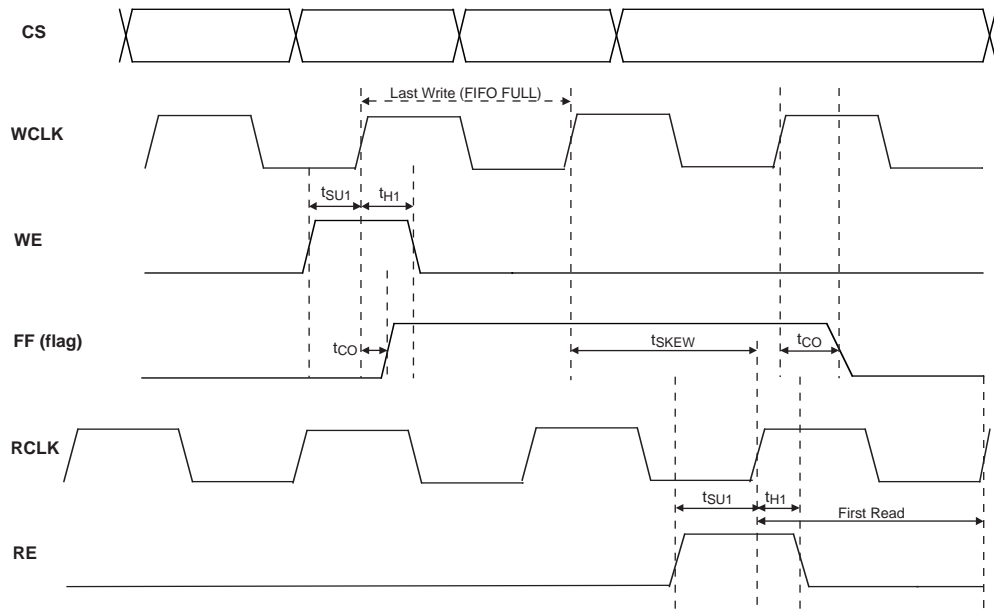 CS
Last Write (FIFO FULL)
WCLK
tSU1 tH1
WE
FF (flag)
tCO tSKEW tCO
RCLK
tSU1 tH1
First Read
RE